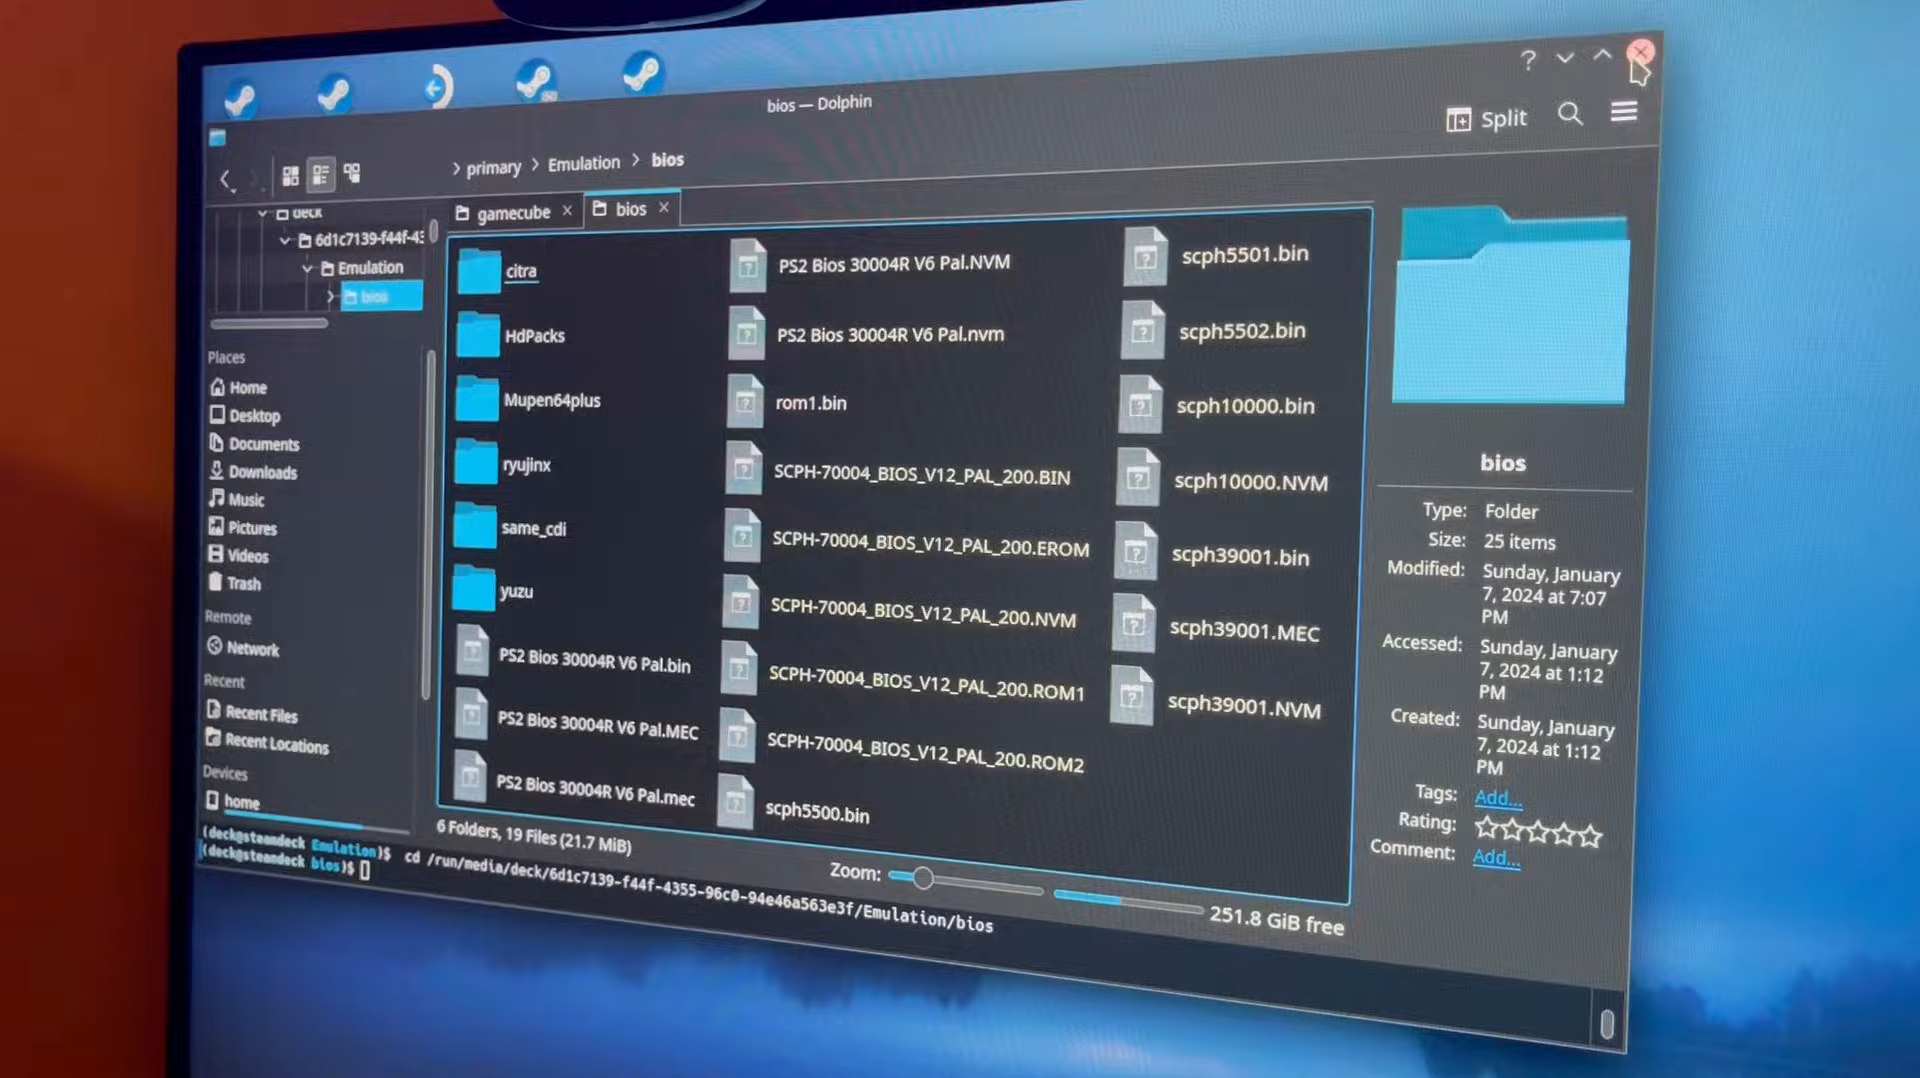 bios — Dolphin
Split
primary > Emulation > bios
gamecube
bios
deck
6d1c7139-f44f-43
Emulation
bios
Places
Home
Desktop
Documents
Downloads
Music
Pictures
Videos
Trash
Remote
Network
Recent
Recent Files
Recent Locations
Devices
home
citra
HdPacks
Mupen64plus
ryujinx
same_cdi
yuzu
PS2 Bios 30004R V6 Pal.bin
PS2 Bios 30004R V6 Pal.MEC
PS2 Bios 30004R V6 Pal.mec
PS2 Bios 30004R V6 Pal.NVM
PS2 Bios 30004R V6 Pal.nvm
rom1.bin
SCPH-70004_BIOS_V12_PAL_200.BIN
SCPH-70004_BIOS_V12_PAL_200.EROM
SCPH-70004_BIOS_V12_PAL_200.NVM
SCPH-70004_BIOS_V12_PAL_200.ROM1
SCPH-70004_BIOS_V12_PAL_200.ROM2
scph5500.bin
scph5501.bin
scph5502.bin
scph10000.bin
scph10000.NVM
scph39001.bin
scph39001.MEC
scph39001.NVM
bios
Type: Folder
Size: 25 items
Modified: Sunday, January
7, 2024 at 7:07
PM
Accessed: Sunday, January
7, 2024 at 1:12
PM
Created: Sunday, January
7, 2024 at 1:12
PM
Tags: Add...
Rating:
Comment: Add...
6 Folders, 19 Files (21.7 MiB)
Zoom:
251.8 GiB free
(deck@steamdeck Emulation)$ cd /run/media/deck/6d1c7139-f44f-4355-96c0-94e46a563e3f/Emulation/bios
(deck@steamdeck bios)$